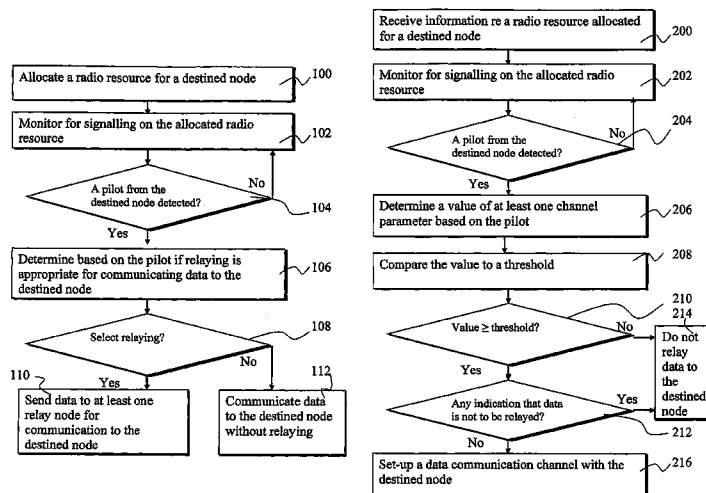 Allocate a radio resource for a destined node
100
Monitor for signalling on the allocated radio
resource
102
A pilot from the
destined node detected?
No
104
Yes
Determine based on the pilot if relaying is
appropriate for communicating data to the
destined node
106
Select relaying?
108
No
110
Yes
112
Send data to at least one
relay node for
communication to the
destined node
Communicate data
to the destined node
without relaying
Receive information re a radio resource allocated
for a destined node
200
Monitor for signalling on the allocated radio
resource
202
A pilot from the
destined node detected?
No
204
Yes
Determine a value of at least one channel
parameter based on the pilot
206
Compare the value to a threshold
208
Value ≥ threshold?
210
No
214
Do not
relay
data to
the
destined
node
Yes
Any indication that data
is not to be relayed?
Yes
212
No
Set-up a data communication channel with the
destined node
216